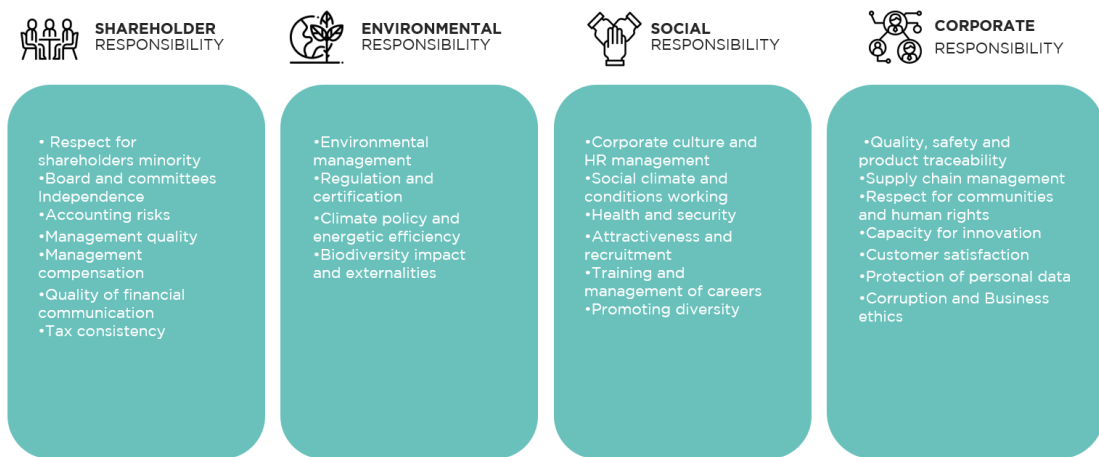 SHAREHOLDER
RESPONSIBILITY
• Respect for
shareholders minority
•Board and committees
Independence
•Accounting risks
•Management quality
•Management
compensation
•Quality of financial
communication
•Tax consistency
ENVIRONMENTAL
RESPONSIBILITY
•Environmental
management
•Regulation and
certification
•Climate policy and
energetic efficiency
•Biodiversity impact
and externalities
SOCIAL
RESPONSIBILITY
•Corporate culture and
HR management
•Social climate and
conditions working
•Health and security
•Attractiveness and
recruitment
•Training and
management of careers
•Promoting diversity
CORPORATE
RESPONSIBILITY
•Quality, safety and
product traceability
•Supply chain management
•Respect for communities
and human rights
•Capacity for innovation
•Customer satisfaction
•Protection of personal data
•Corruption and Business
ethics